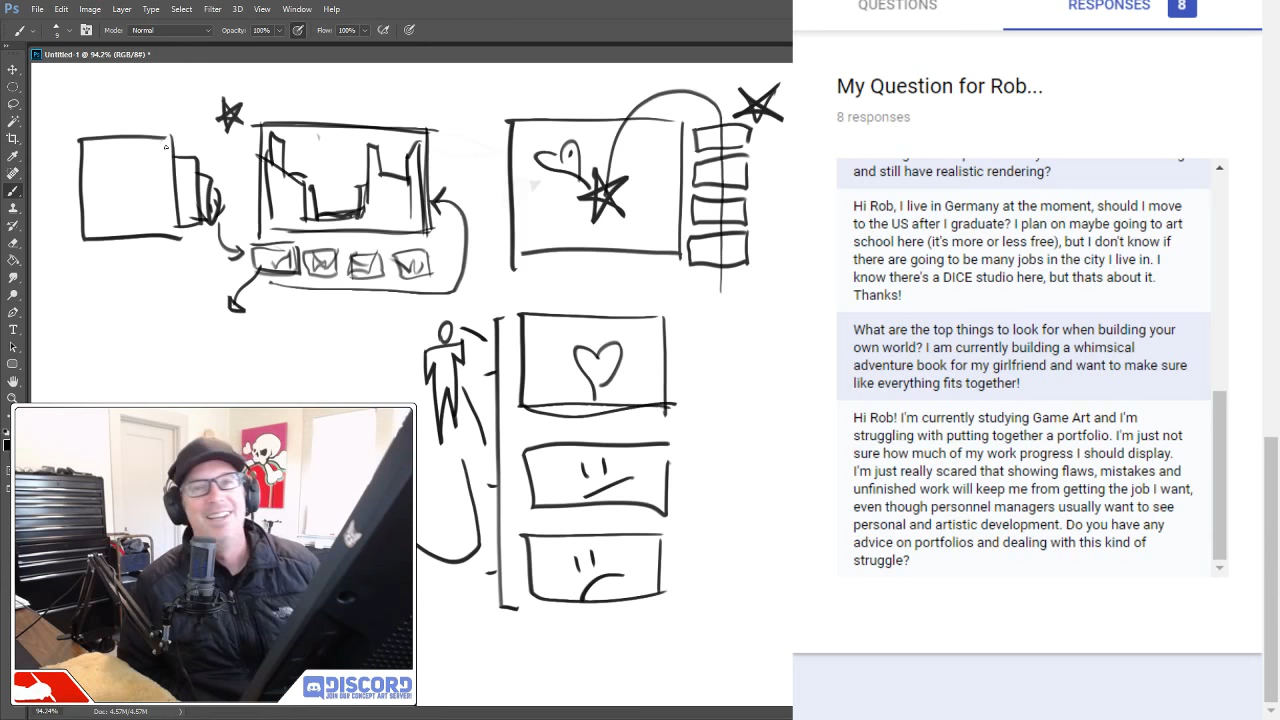 Ps File Edit Image Layer Type Select Filter 3D View Window Help
Mode: Normal Opacity: 100% Flow: 100%
Untitled-1 @ 94.2% (RGB/8#) *
QUESTIONS RESPONSES 8
My Question for Rob...
8 responses
and still have realistic rendering?
Hi Rob, I live in Germany at the moment, should I move
to the US after I graduate? I plan on maybe going to art
school here (it's more or less free), but I don't know if
there are going to be many jobs in the city I live in. I
know there's a DICE studio here, but thats about it.
Thanks!
What are the top things to look for when building your
own world? I am currently building a whimsical
adventure book for my girlfriend and want to make sure
like everything fits together!
Hi Rob! I'm currently studying Game Art and I'm
struggling with putting together a portfolio. I'm just not
sure how much of my work progress I should display.
I'm just really scared that showing flaws, mistakes and
unfinished work will keep me from getting the job I want,
even though personnel managers usually want to see
personal and artistic development. Do you have any
advice on portfolios and dealing with this kind of
struggle?
DISCORD
JOIN OUR CONCEPT ART SERVER!
94.24% Doc: 4.57M/4.57M